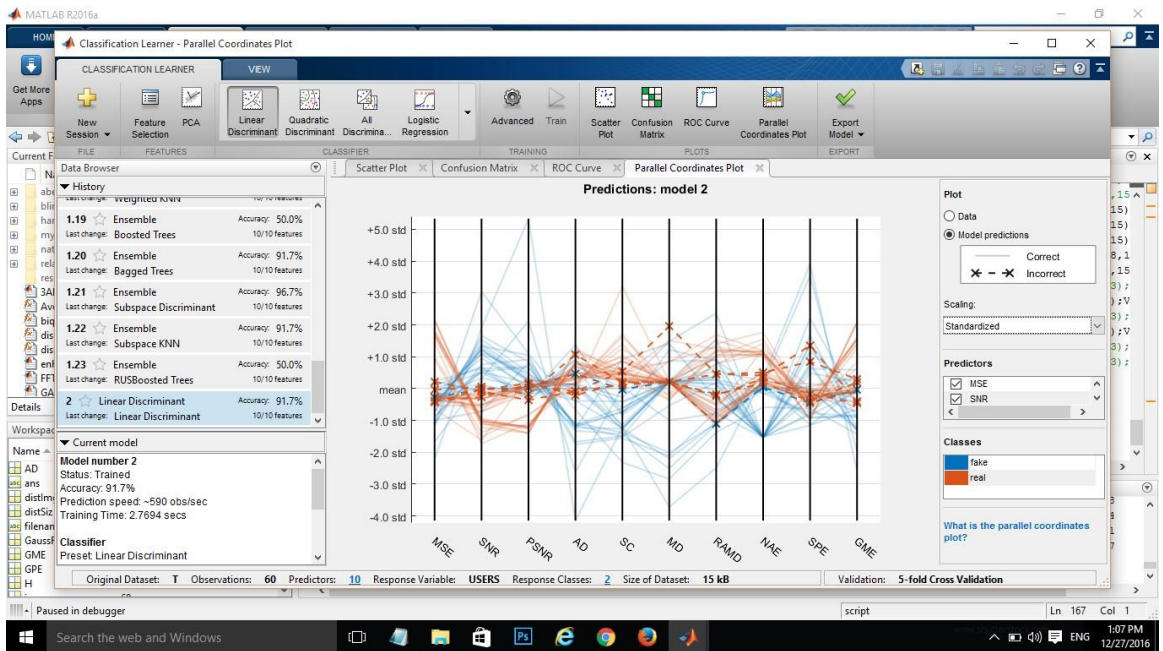 MATLAB R2016a
HOM
Classification Learner - Parallel Coordinates Plot
CLASSIFICATION LEARNER VIEW
Get More Apps
New Session
Feature Selection
PCA
Linear Discriminant
Quadratic Discriminant
All Discrimina...
Logistic Regression
Advanced
Train
Scatter Plot
Confusion Matrix
ROC Curve
Parallel Coordinates Plot
Export Model
FILE FEATURES CLASSIFIER TRAINING PLOTS EXPORT
Current F
Data Browser
Scatter Plot Confusion Matrix ROC Curve Parallel Coordinates Plot
History
Last change: Weighted KNN 10/10 features
1.19 Ensemble Accuracy: 50.0%
Last change: Boosted Trees 10/10 features
1.20 Ensemble Accuracy: 91.7%
Last change: Bagged Trees 10/10 features
1.21 Ensemble Accuracy: 96.7%
Last change: Subspace Discriminant 10/10 features
1.22 Ensemble Accuracy: 91.7%
Last change: Subspace KNN 10/10 features
1.23 Ensemble Accuracy: 50.0%
Last change: RUSBoosted Trees 10/10 features
2 Linear Discriminant Accuracy: 91.7%
Last change: Linear Discriminant 10/10 features
Current model
Model number 2
Status: Trained
Accuracy: 91.7%
Prediction speed: ~590 obs/sec
Training Time: 2.7694 secs
Classifier
Preset: Linear Discriminant
Predictions: model 2
+5.0 std
+4.0 std
+3.0 std
+2.0 std
+1.0 std
mean
-1.0 std
-2.0 std
-3.0 std
-4.0 std
MSE SNR PSNR AD SC MD RAMD NAE SPE GME
Plot
Data
Model predictions
Correct
Incorrect
Scaling:
Standardized
Predictors
MSE
SNR
Classes
fake
real
What is the parallel coordinates
plot?
Original Dataset: T Observations: 60 Predictors: 10 Response Variable: USERS Response Classes: 2 Size of Dataset: 15 kB Validation: 5-fold Cross Validation
Details
Workspac
Name
AD
ans
distIm
distSiz
filenam
GaussF
GME
GPE
H
Paused in debugger script Ln 167 Col 1
Search the web and Windows
Ps
ENG
1:07 PM
12/27/2016